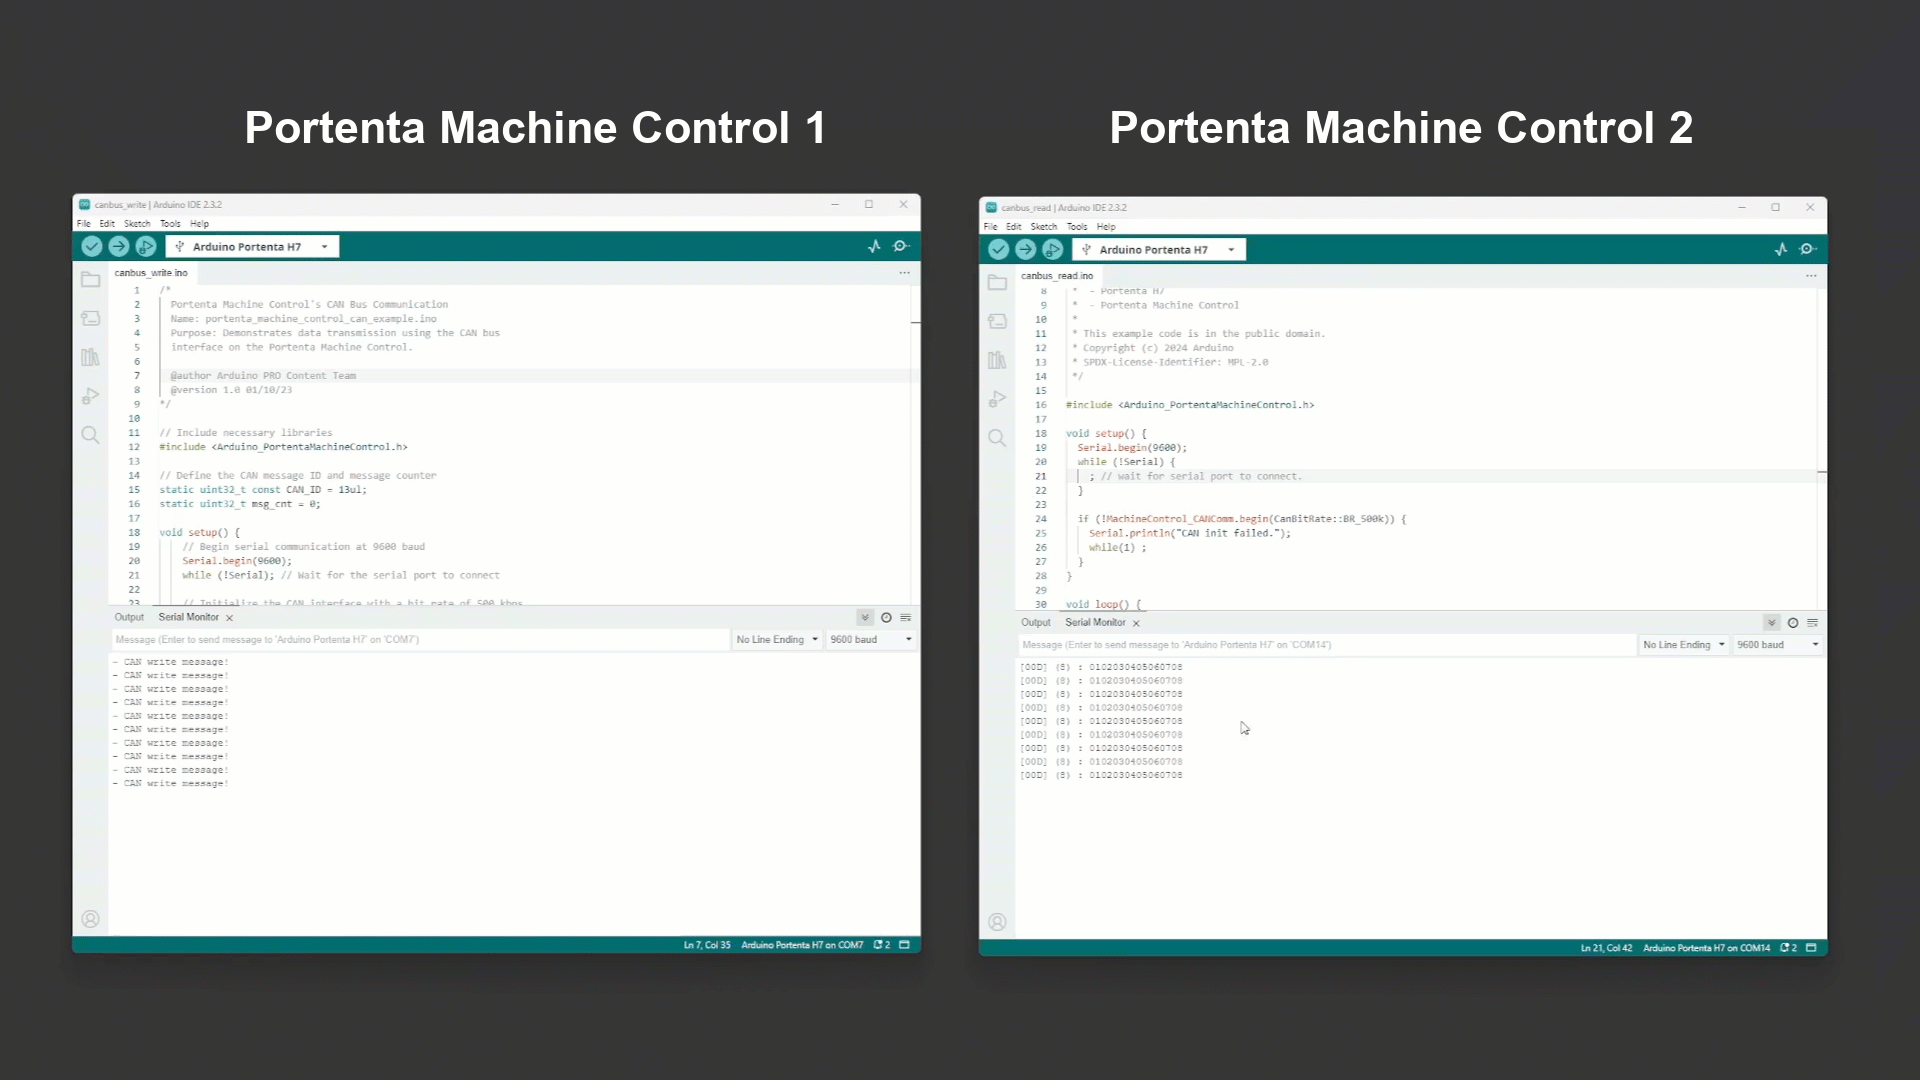 Portenta Machine Control 1
canbus_write | Arduino IDE 2.3.2
File Edit Sketch Tools Help
Arduino Portenta H7
canbus_write.ino
1 /*
2 Portenta Machine Control's CAN Bus Communication
3 Name: portenta_machine_control_can_example.ino
4 Purpose: Demonstrates data transmission using the CAN bus
5 interface on the Portenta Machine Control.
6
7 @author Arduino PRO Content Team
8 @version 1.0 01/10/23
9 */
10
11 // Include necessary libraries
12 #include <Arduino_PortentaMachineControl.h>
13
14 // Define the CAN message ID and message counter
15 static uint32_t const CAN_ID = 13ul;
16 static uint32_t msg_cnt = 0;
17
18 void setup() {
19 // Begin serial communication at 9600 baud
20 Serial.begin(9600);
21 while (!Serial); // Wait for the serial port to connect
22
23 // Initialize the CAN interface with a bit rate of 500 kbps
Output Serial Monitor
Message (Enter to send message to 'Arduino Portenta H7' on 'COM7')
No Line Ending 9600 baud
- CAN write message!
- CAN write message!
- CAN write message!
- CAN write message!
- CAN write message!
- CAN write message!
- CAN write message!
- CAN write message!
- CAN write message!
- CAN write message!
Ln 7, Col 35 Arduino Portenta H7 on COM7 2
Portenta Machine Control 2
canbus_read | Arduino IDE 2.3.2
File Edit Sketch Tools Help
Arduino Portenta H7
canbus_read.ino
8 * - Portenta H7
9 * - Portenta Machine Control
10 *
11 * This example code is in the public domain.
12 * Copyright (c) 2024 Arduino
13 * SPDX-License-Identifier: MPL-2.0
14 */
15
16 #include <Arduino_PortentaMachineControl.h>
17
18 void setup() {
19 Serial.begin(9600);
20 while (!Serial) {
21 ; // wait for serial port to connect.
22 }
23
24 if (!MachineControl_CANComm.begin(CanBitRate::BR_500k)) {
25 Serial.println("CAN init failed.");
26 while(1) ;
27 }
28 }
29
30 void loop() {
Output Serial Monitor
Message (Enter to send message to 'Arduino Portenta H7' on 'COM14')
No Line Ending 9600 baud
[00D] (8) : 0102030405060708
[00D] (8) : 0102030405060708
[00D] (8) : 0102030405060708
[00D] (8) : 0102030405060708
[00D] (8) : 0102030405060708
[00D] (8) : 0102030405060708
[00D] (8) : 0102030405060708
[00D] (8) : 0102030405060708
[00D] (8) : 0102030405060708
Ln 21, Col 42 Arduino Portenta H7 on COM14 2